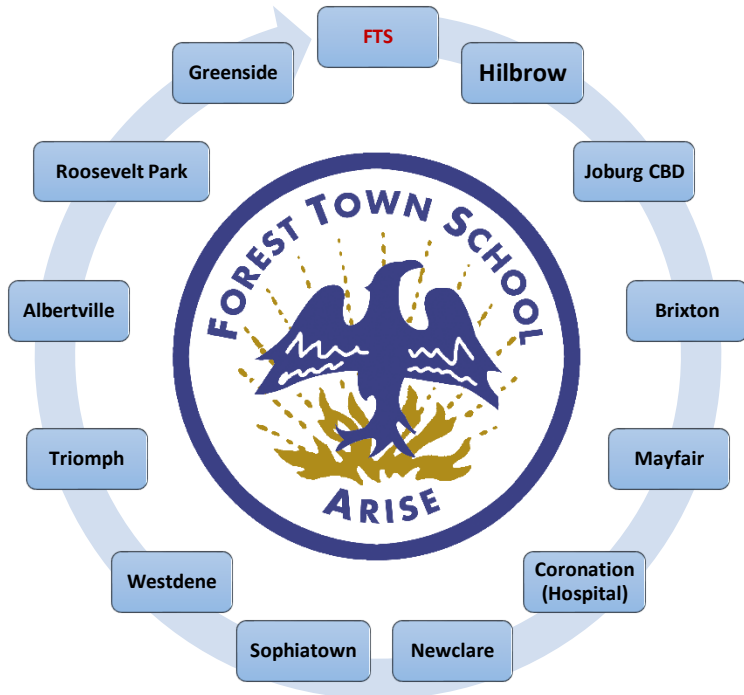 FTS
Hilbrow
Joburg CBD
Brixton
Mayfair
Coronation
(Hospital)
Newclare
Sophiatown
Westdene
Triomph
Albertville
Roosevelt Park
Greenside
FOREST TOWN SCHOOL
ARISE